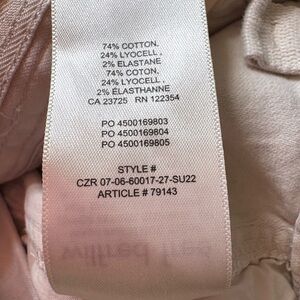 74% COTTON,
24% LYOCELL,
2% ELASTANE
74% COTON,
24% LYOCELL,
2% ÉLASTHANNE
CA 23725 RN 122354
PO 4500169803
PO 4500169804
PO 4500169805
STYLE #
CZR 07-06-60017-27-SU22
ARTICLE # 79143